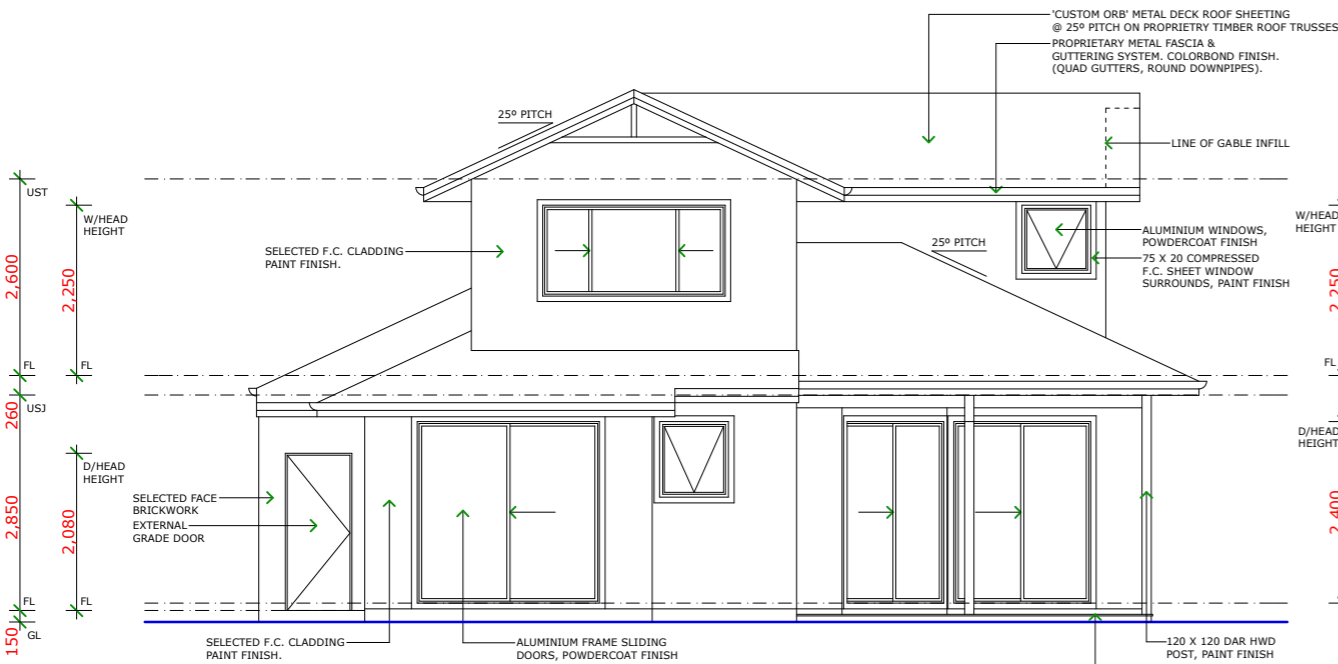 'CUSTOM ORB' METAL DECK ROOF SHEETING
@ 25º PITCH ON PROPRIETRY TIMBER ROOF TRUSSES
PROPRIETARY METAL FASCIA &
GUTTERING SYSTEM. COLORBOND FINISH.
(QUAD GUTTERS, ROUND DOWNPIPES).
25º PITCH
LINE OF GABLE INFILL
UST
W/HEAD
HEIGHT
2,600
2,250
SELECTED F.C. CLADDING
PAINT FINISH.
25º PITCH
ALUMINIUM WINDOWS,
POWDERCOAT FINISH
75 X 20 COMPRESSED
F.C. SHEET WINDOW
SURROUNDS, PAINT FINISH
W/HEAD
HEIGHT
2,250
FL
FL
FL
260
USJ
D/HEAD
HEIGHT
2,850
2,080
SELECTED FACE
BRICKWORK
EXTERNAL
GRADE DOOR
D/HEAD
HEIGHT
2,400
FL
FL
150
GL
SELECTED F.C. CLADDING
PAINT FINISH.
ALUMINIUM FRAME SLIDING
DOORS, POWDERCOAT FINISH
120 X 120 DAR HWD
POST, PAINT FINISH